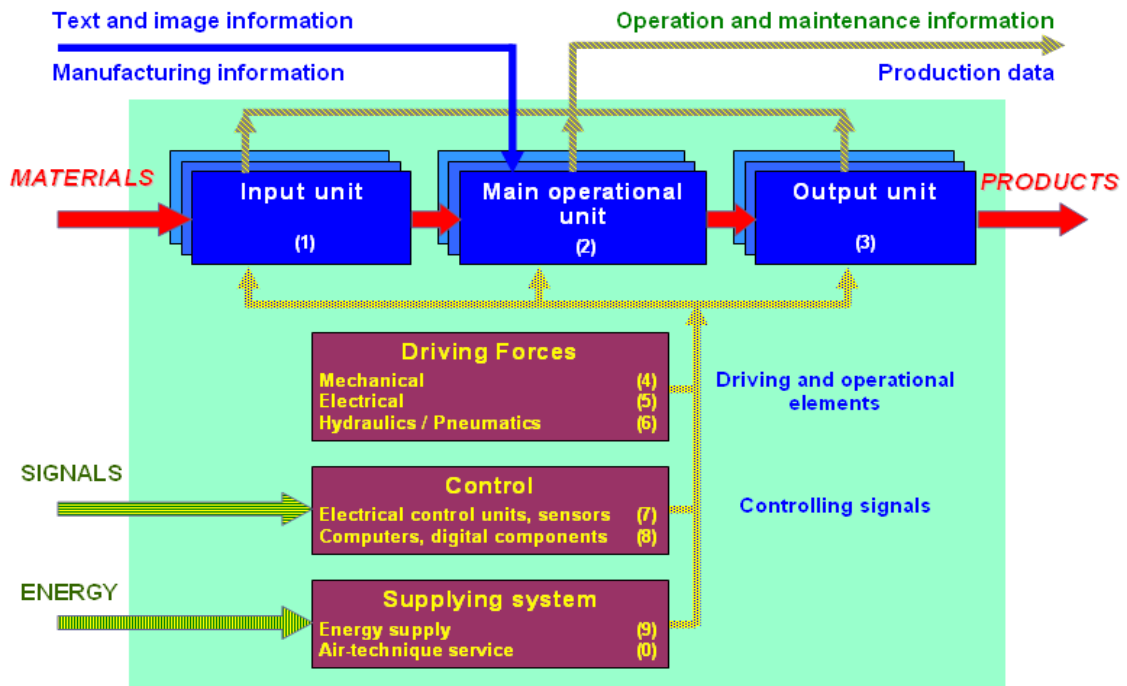 Text and image information
Operation and maintenance information
Manufacturing information
Production data
MATERIALS
Input unit
(1)
Main operational
unit
(2)
Output unit
(3)
PRODUCTS
Driving Forces
Mechanical (4)
Electrical (5)
Hydraulics / Pneumatics (6)
Driving and operational
elements
SIGNALS
Control
Electrical control units, sensors (7)
Computers, digital components (8)
Controlling signals
ENERGY
Supplying system
Energy supply (9)
Air-technique service (0)